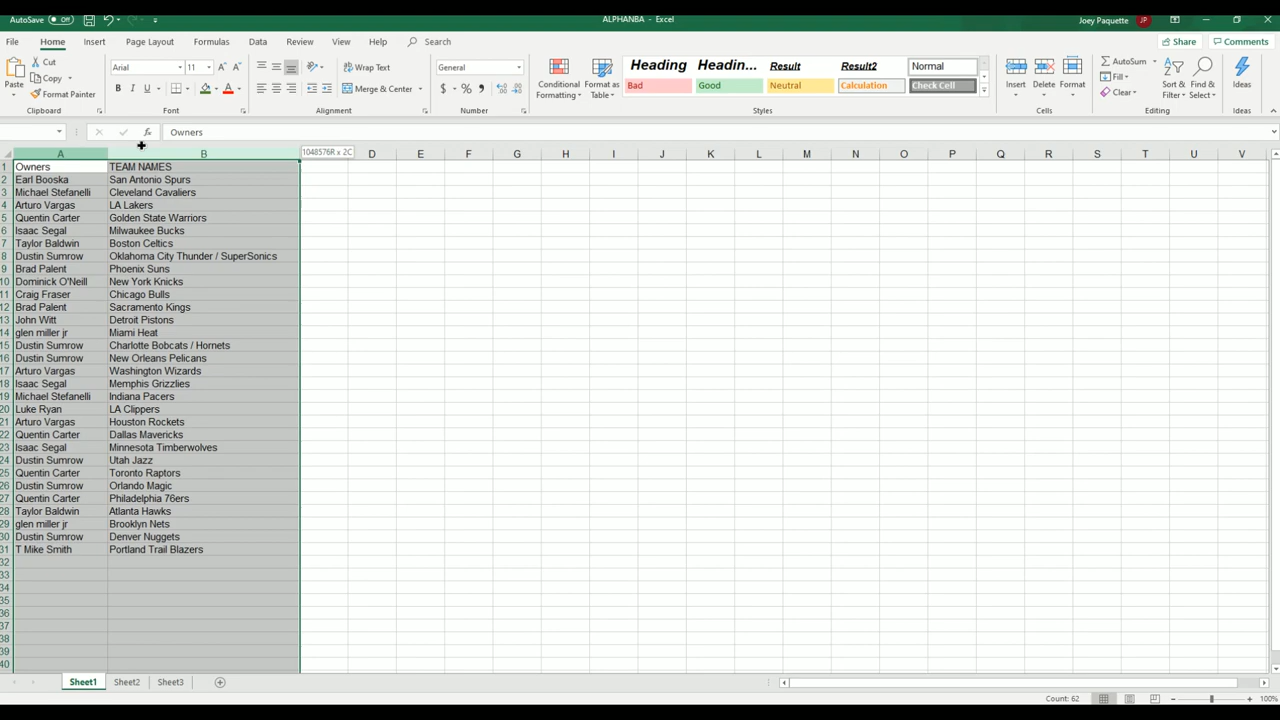 AutoSave Off ALPHANBA - Excel Joey Paquette JP
File Home Insert Page Layout Formulas Data Review View Help Search Share Comments
Paste Cut Copy Format Painter Clipboard
Arial 11 A A B I U A Font
Wrap Text Merge & Center Alignment
General $ % , Number
Conditional Formatting Format as Table
Heading Headin... Result Result2 Normal
Bad Good Neutral Calculation Check Cell
Styles
Insert Delete Format Cells
AutoSum Fill Clear Sort & Filter Find & Select Editing
Ideas Ideas
fx Owners
A B 1048576R x 2C D E F G H I J K L M N O P Q R S T U V
1 Owners TEAM NAMES
2 Earl Booska San Antonio Spurs
3 Michael Stefanelli Cleveland Cavaliers
4 Arturo Vargas LA Lakers
5 Quentin Carter Golden State Warriors
6 Isaac Segal Milwaukee Bucks
7 Taylor Baldwin Boston Celtics
8 Dustin Sumrow Oklahoma City Thunder / SuperSonics
9 Brad Palent Phoenix Suns
10 Dominick O'Neill New York Knicks
11 Craig Fraser Chicago Bulls
12 Brad Palent Sacramento Kings
13 John Witt Detroit Pistons
14 glen miller jr Miami Heat
15 Dustin Sumrow Charlotte Bobcats / Hornets
16 Dustin Sumrow New Orleans Pelicans
17 Arturo Vargas Washington Wizards
18 Isaac Segal Memphis Grizzlies
19 Michael Stefanelli Indiana Pacers
20 Luke Ryan LA Clippers
21 Arturo Vargas Houston Rockets
22 Quentin Carter Dallas Mavericks
23 Isaac Segal Minnesota Timberwolves
24 Dustin Sumrow Utah Jazz
25 Quentin Carter Toronto Raptors
26 Dustin Sumrow Orlando Magic
27 Quentin Carter Philadelphia 76ers
28 Taylor Baldwin Atlanta Hawks
29 glen miller jr Brooklyn Nets
30 Dustin Sumrow Denver Nuggets
31 T Mike Smith Portland Trail Blazers
32
33
34
35
36
37
38
39
40
Sheet1 Sheet2 Sheet3
Count: 62 100%